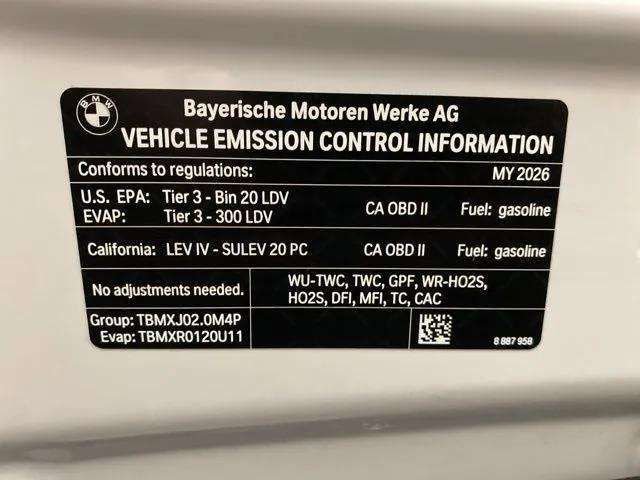 BMW
Bayerische Motoren Werke AG
VEHICLE EMISSION CONTROL INFORMATION
Conforms to regulations: MY 2026
U.S. EPA: Tier 3 - Bin 20 LDV CA OBD II Fuel: gasoline
EVAP: Tier 3 - 300 LDV
California: LEV IV - SULEV 20 PC CA OBD II Fuel: gasoline
No adjustments needed. WU-TWC, TWC, GPF, WR-HO2S,
HO2S, DFI, MFI, TC, CAC
Group: TBMXJ02.0M4P
Evap: TBMXR0120U11
8 887 958